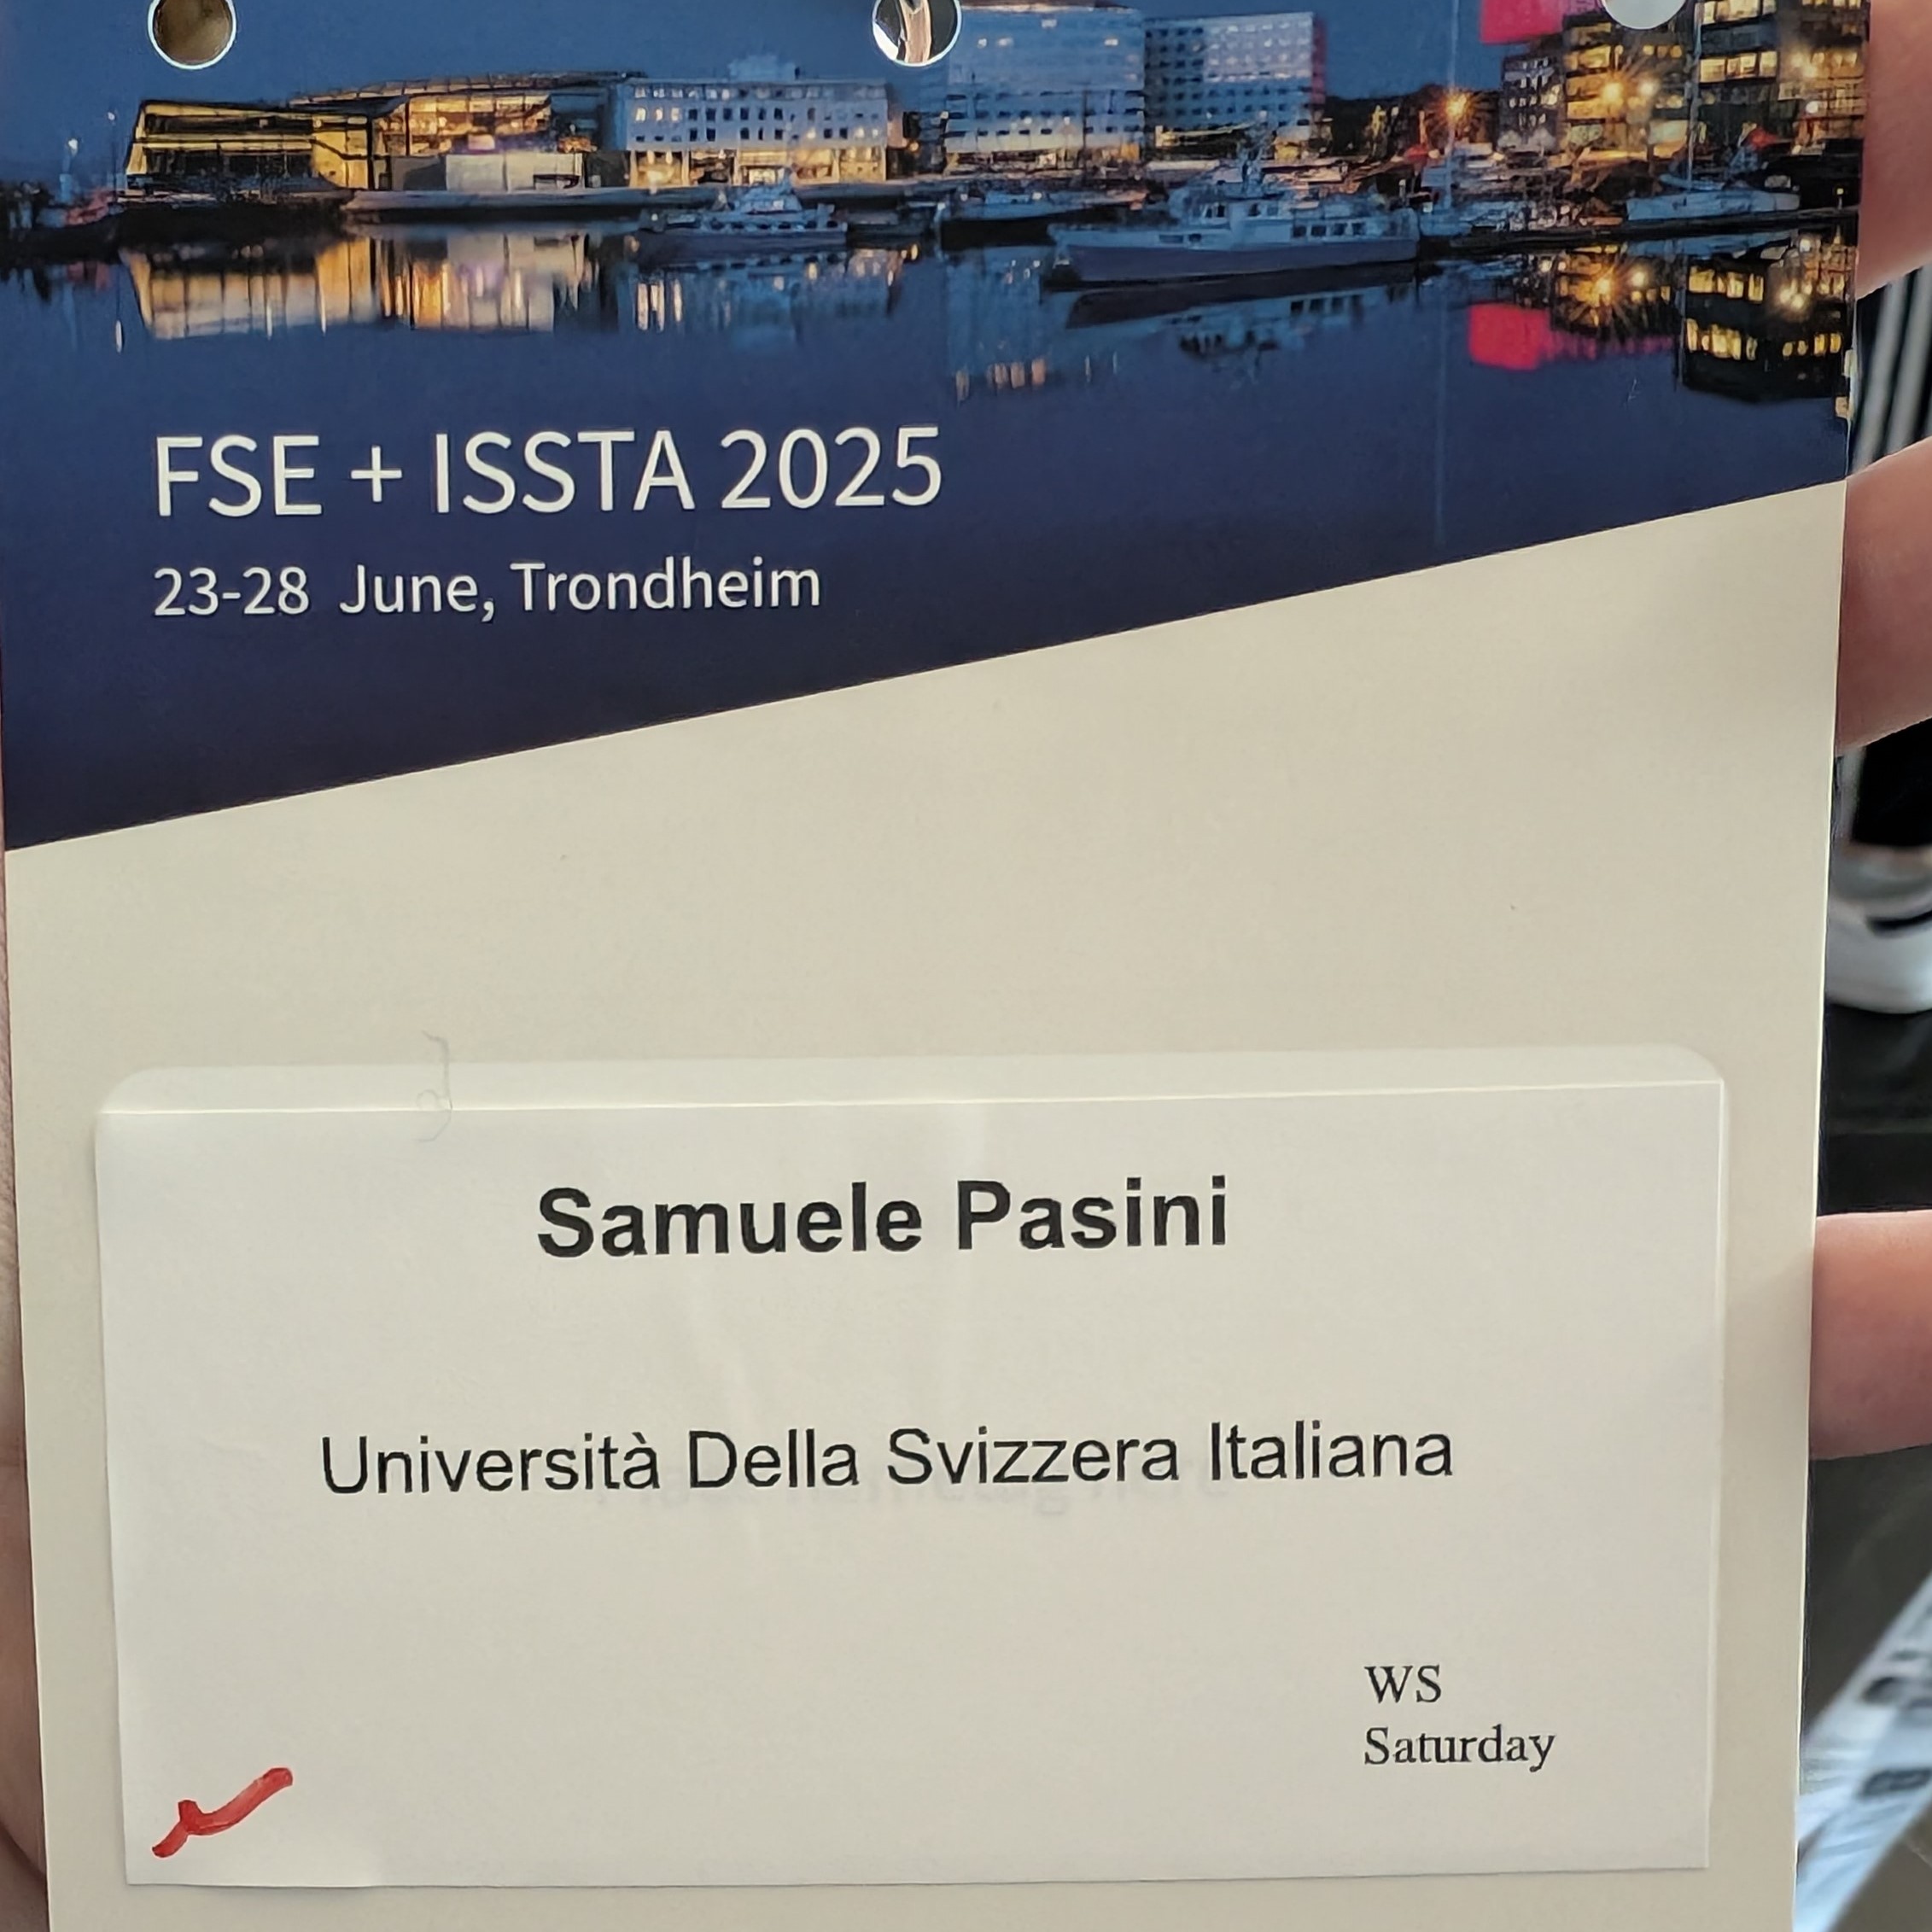 FSE + ISSTA 2025
23-28 June, Trondheim
Samuele Pasini
Università Della Svizzera Italiana
WS
Saturday